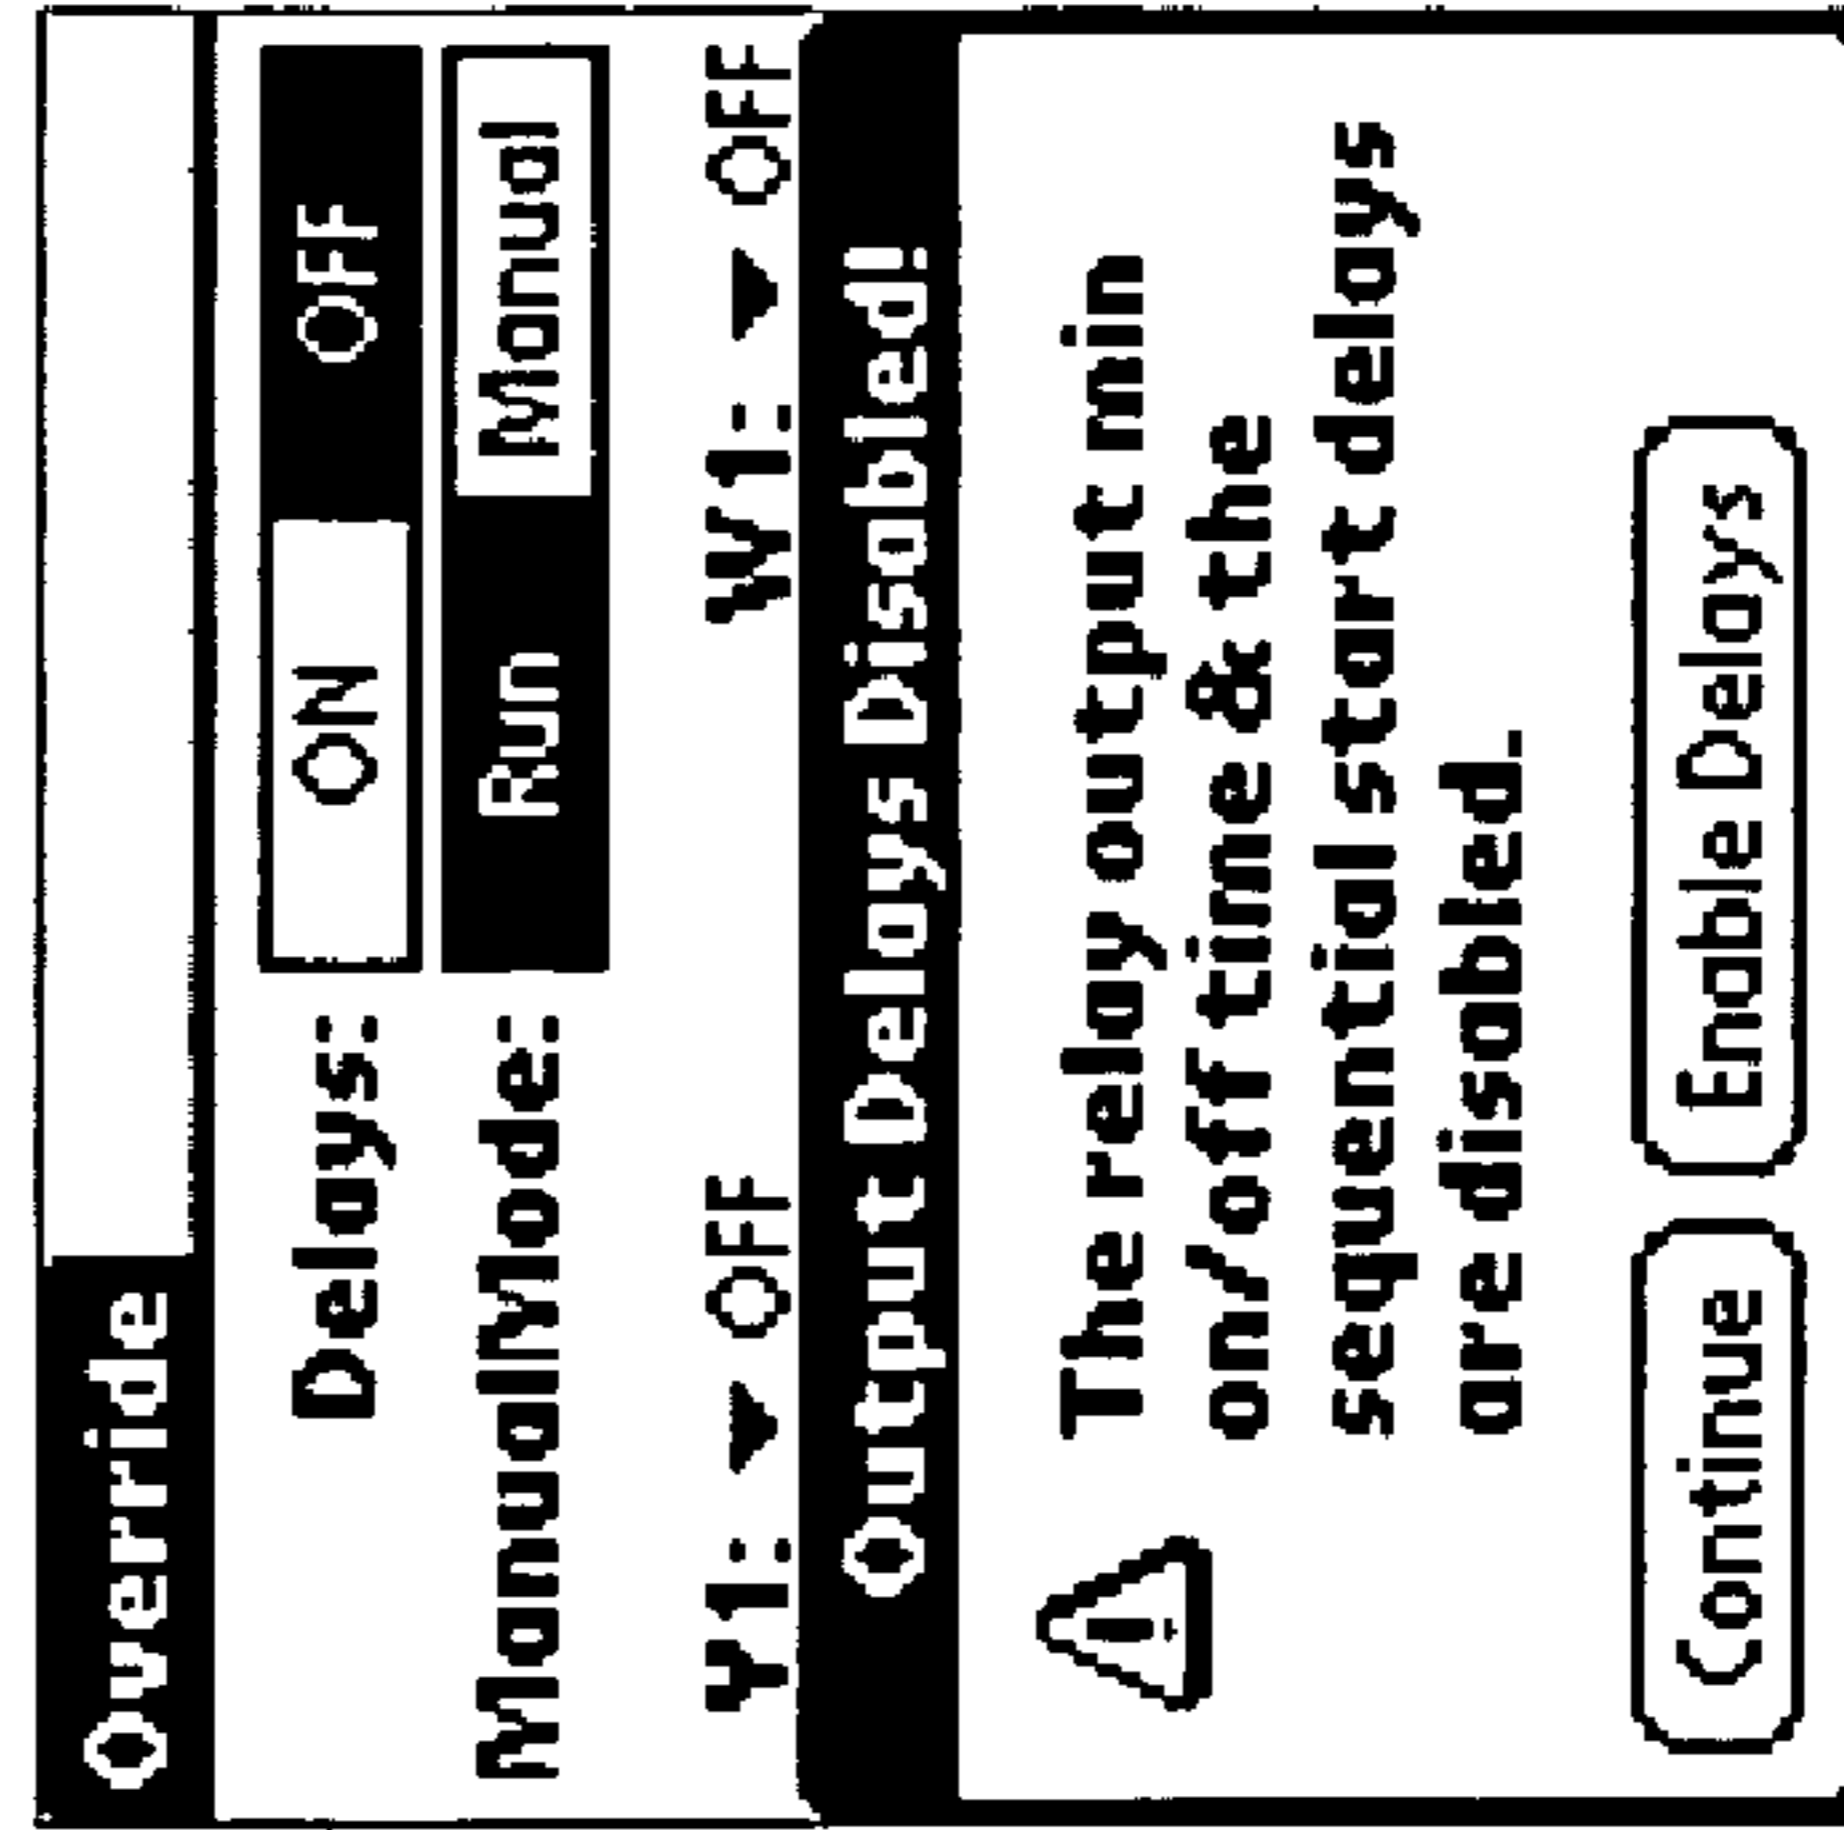 Override
Delays: ON OFF
ManualMode: Run Manual
Y1: ▼ OFF W1: ▼ OFF
Output Delays Disabled!
The relay output min
on/off time & the
sequential start delays
are disabled.
Continue Enable Delays